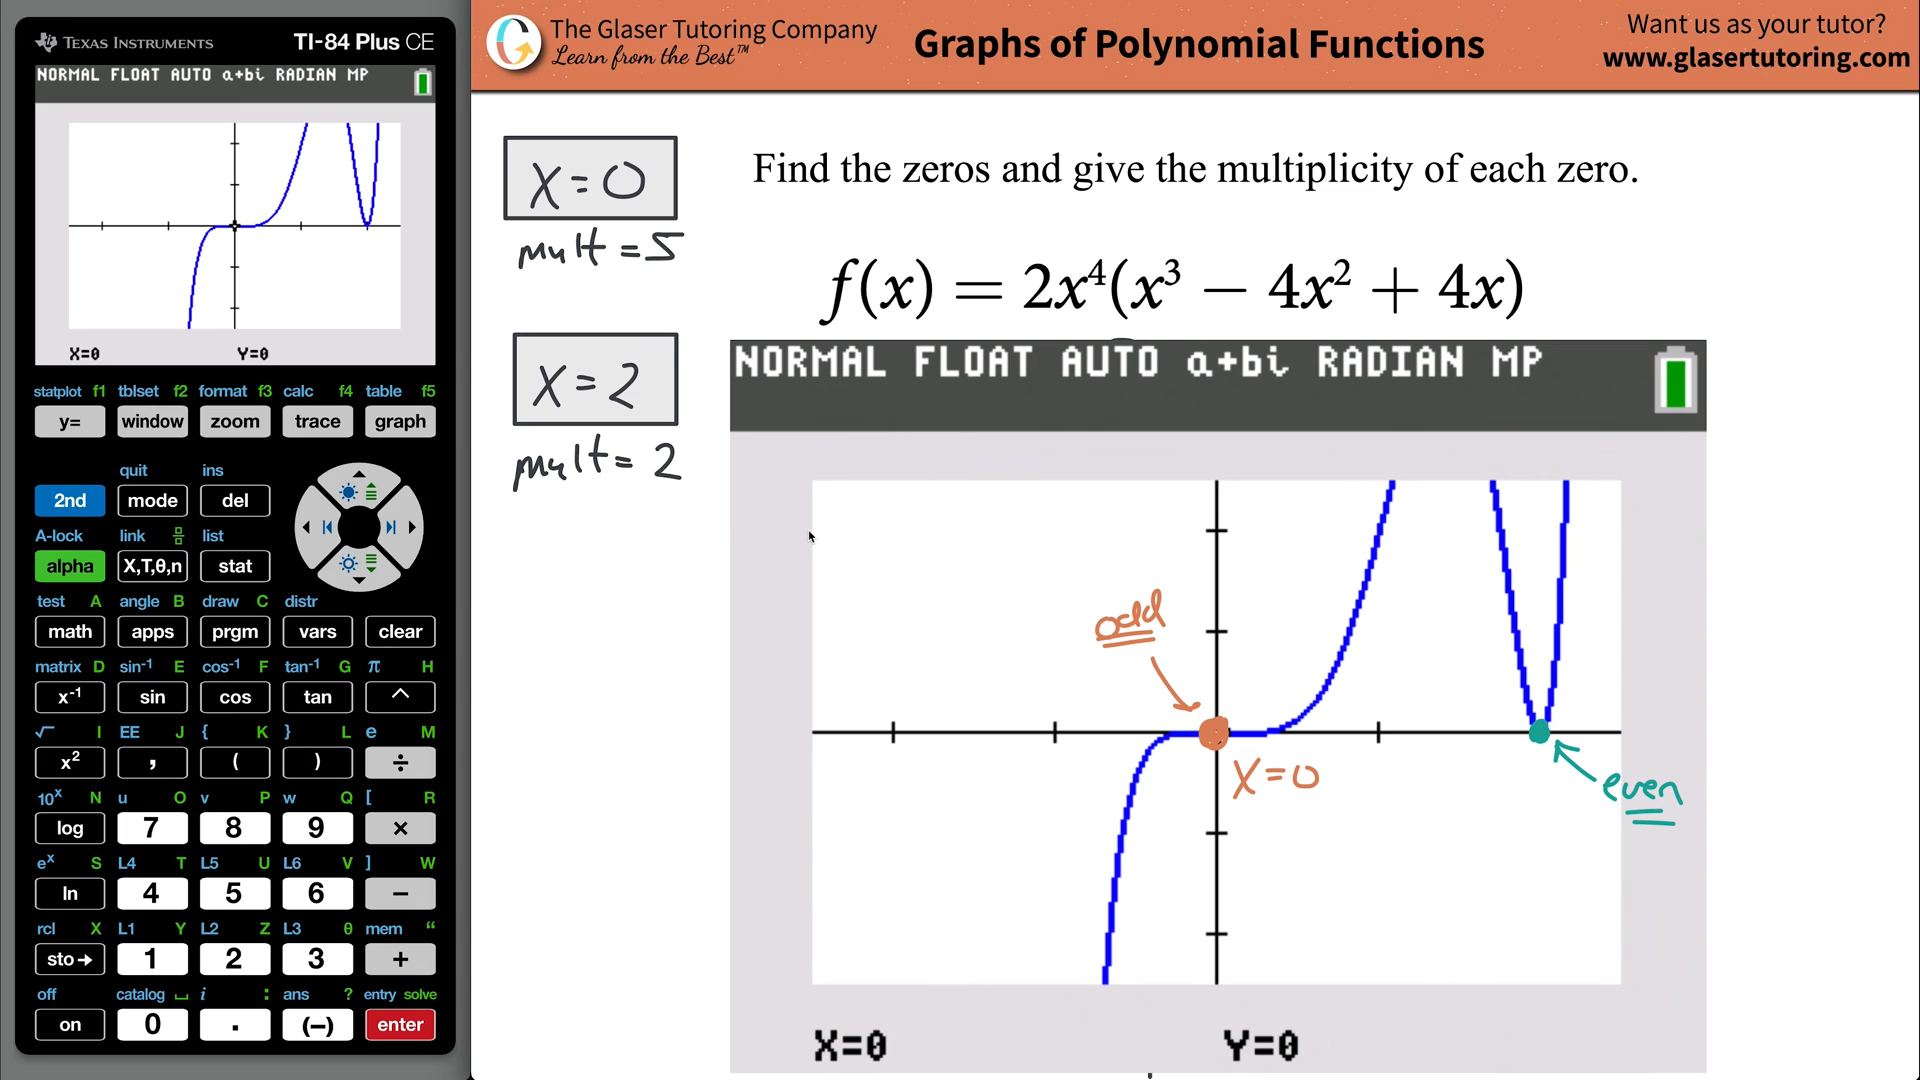 TEXAS INSTRUMENTS TI-84 Plus CE
NORMAL FLOAT AUTO a+bi RADIAN MP
X=0 Y=0
statplot f1 tblset f2 format f3 calc f4 table f5
y= window zoom trace graph
quit ins
2nd mode del
A-lock link list
alpha X,T,θ,n stat
test A angle B draw C distr
math apps prgm vars clear
matrix D sin⁻¹ E cos⁻¹ F tan⁻¹ G π H
x⁻¹ sin cos tan ^
√ I EE J { K } L e M
x² , ( ) ÷
10ˣ N u O v P w Q [ R
log 7 8 9 ×
eˣ S L4 T L5 U L6 V ] W
ln 4 5 6 −
rcl X L1 Y L2 Z L3 θ mem “
sto→ 1 2 3 +
off catalog ⎵ i : ans ? entry solve
on 0 . (−) enter
The Glaser Tutoring Company
Learn from the Best™
Graphs of Polynomial Functions
Want us as your tutor?
www.glasertutoring.com
x=0
mult=5
x=2
mult=2
Find the zeros and give the multiplicity of each zero.
f(x) = 2x⁴(x³ − 4x² + 4x)
NORMAL FLOAT AUTO a+bi RADIAN MP
odd
x=0
even
X=0 Y=0